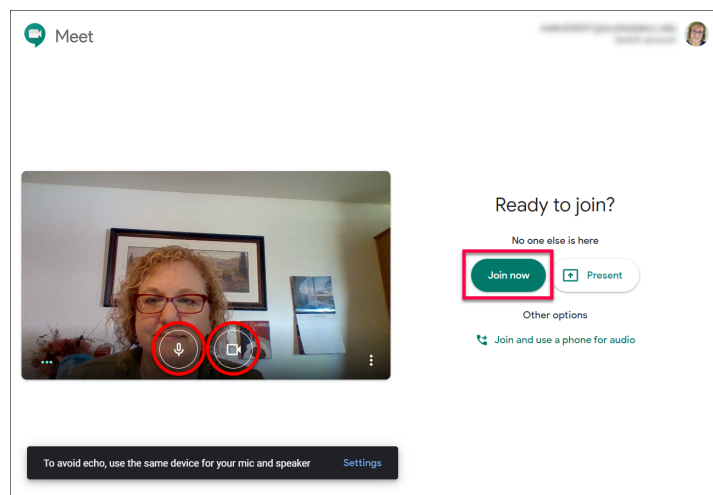 Meet
Ready to join?
No one else is here
Join now
Present
Other options
Join and use a phone for audio
To avoid echo, use the same device for your mic and speaker
Settings